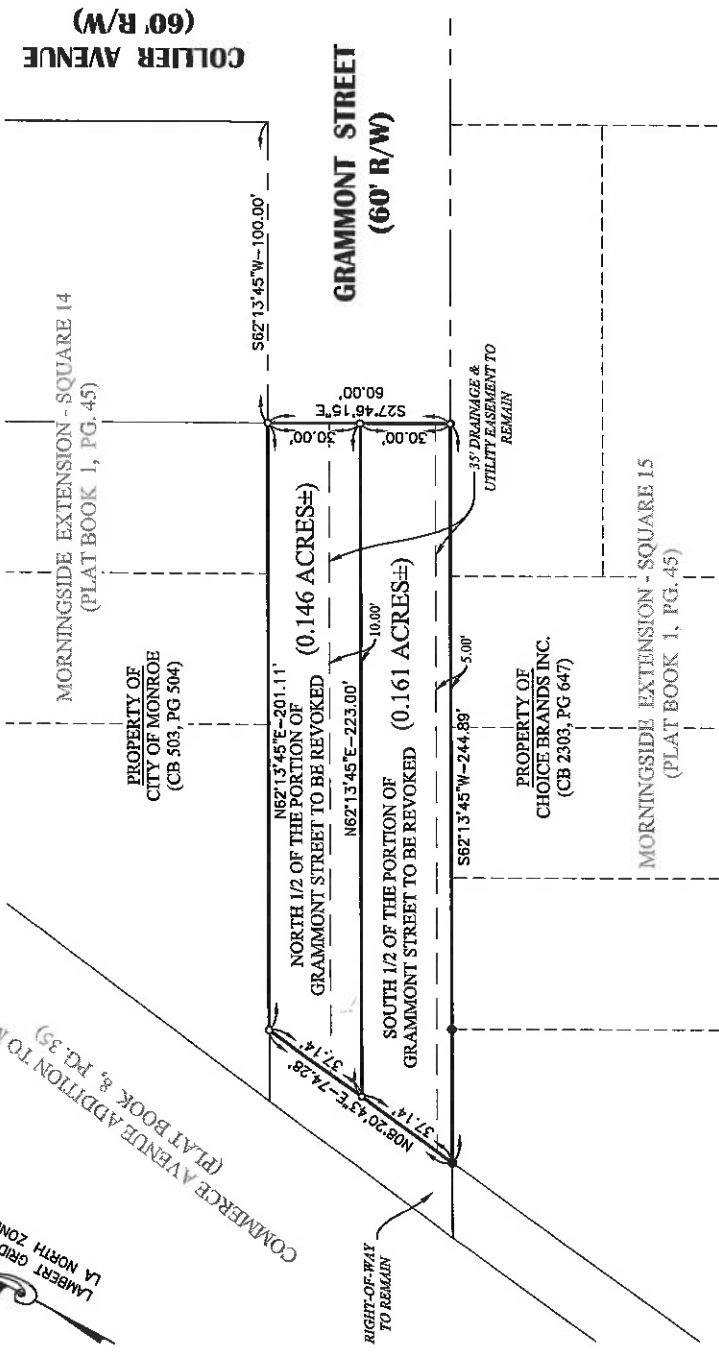 COLLIER AVENUE
(60' R/W)
GRAMMONT STREET
(60' R/W)
MORNINGSIDE EXTENSION - SQUARE 14
(PLAT BOOK 1, PG. 45)
S62°13'45"W-100.00'
PROPERTY OF
CITY OF MONROE
(CB 503, PG 504)
N62°13'45"E-201.11'
NORTH 1/2 OF THE PORTION OF
GRAMMONT STREET TO BE REVOKED
(0.146 ACRES±)
S27°46'15"E
60.00'
30.00'
30.00'
10.00'
N62°13'45"E-223.00'
SOUTH 1/2 OF THE PORTION OF
GRAMMONT STREET TO BE REVOKED
(0.161 ACRES±)
35' DRAINAGE &
UTILITY EASEMENT TO
REMAIN
5.00'
S62°13'45"W-244.89'
N08°20'43"E-74.28'
37.14'
37.14'
RIGHT-OF-WAY
TO REMAIN
PROPERTY OF
CHOICE BRANDS INC.
(CB 2303, PG 647)
MORNINGSIDE EXTENSION - SQUARE 15
(PLAT BOOK 1, PG. 45)
COMMERCE AVENUE ADDITION TO
(PLAT BOOK 8, PG. 35)
LAMBERT GRID
LA NORTH